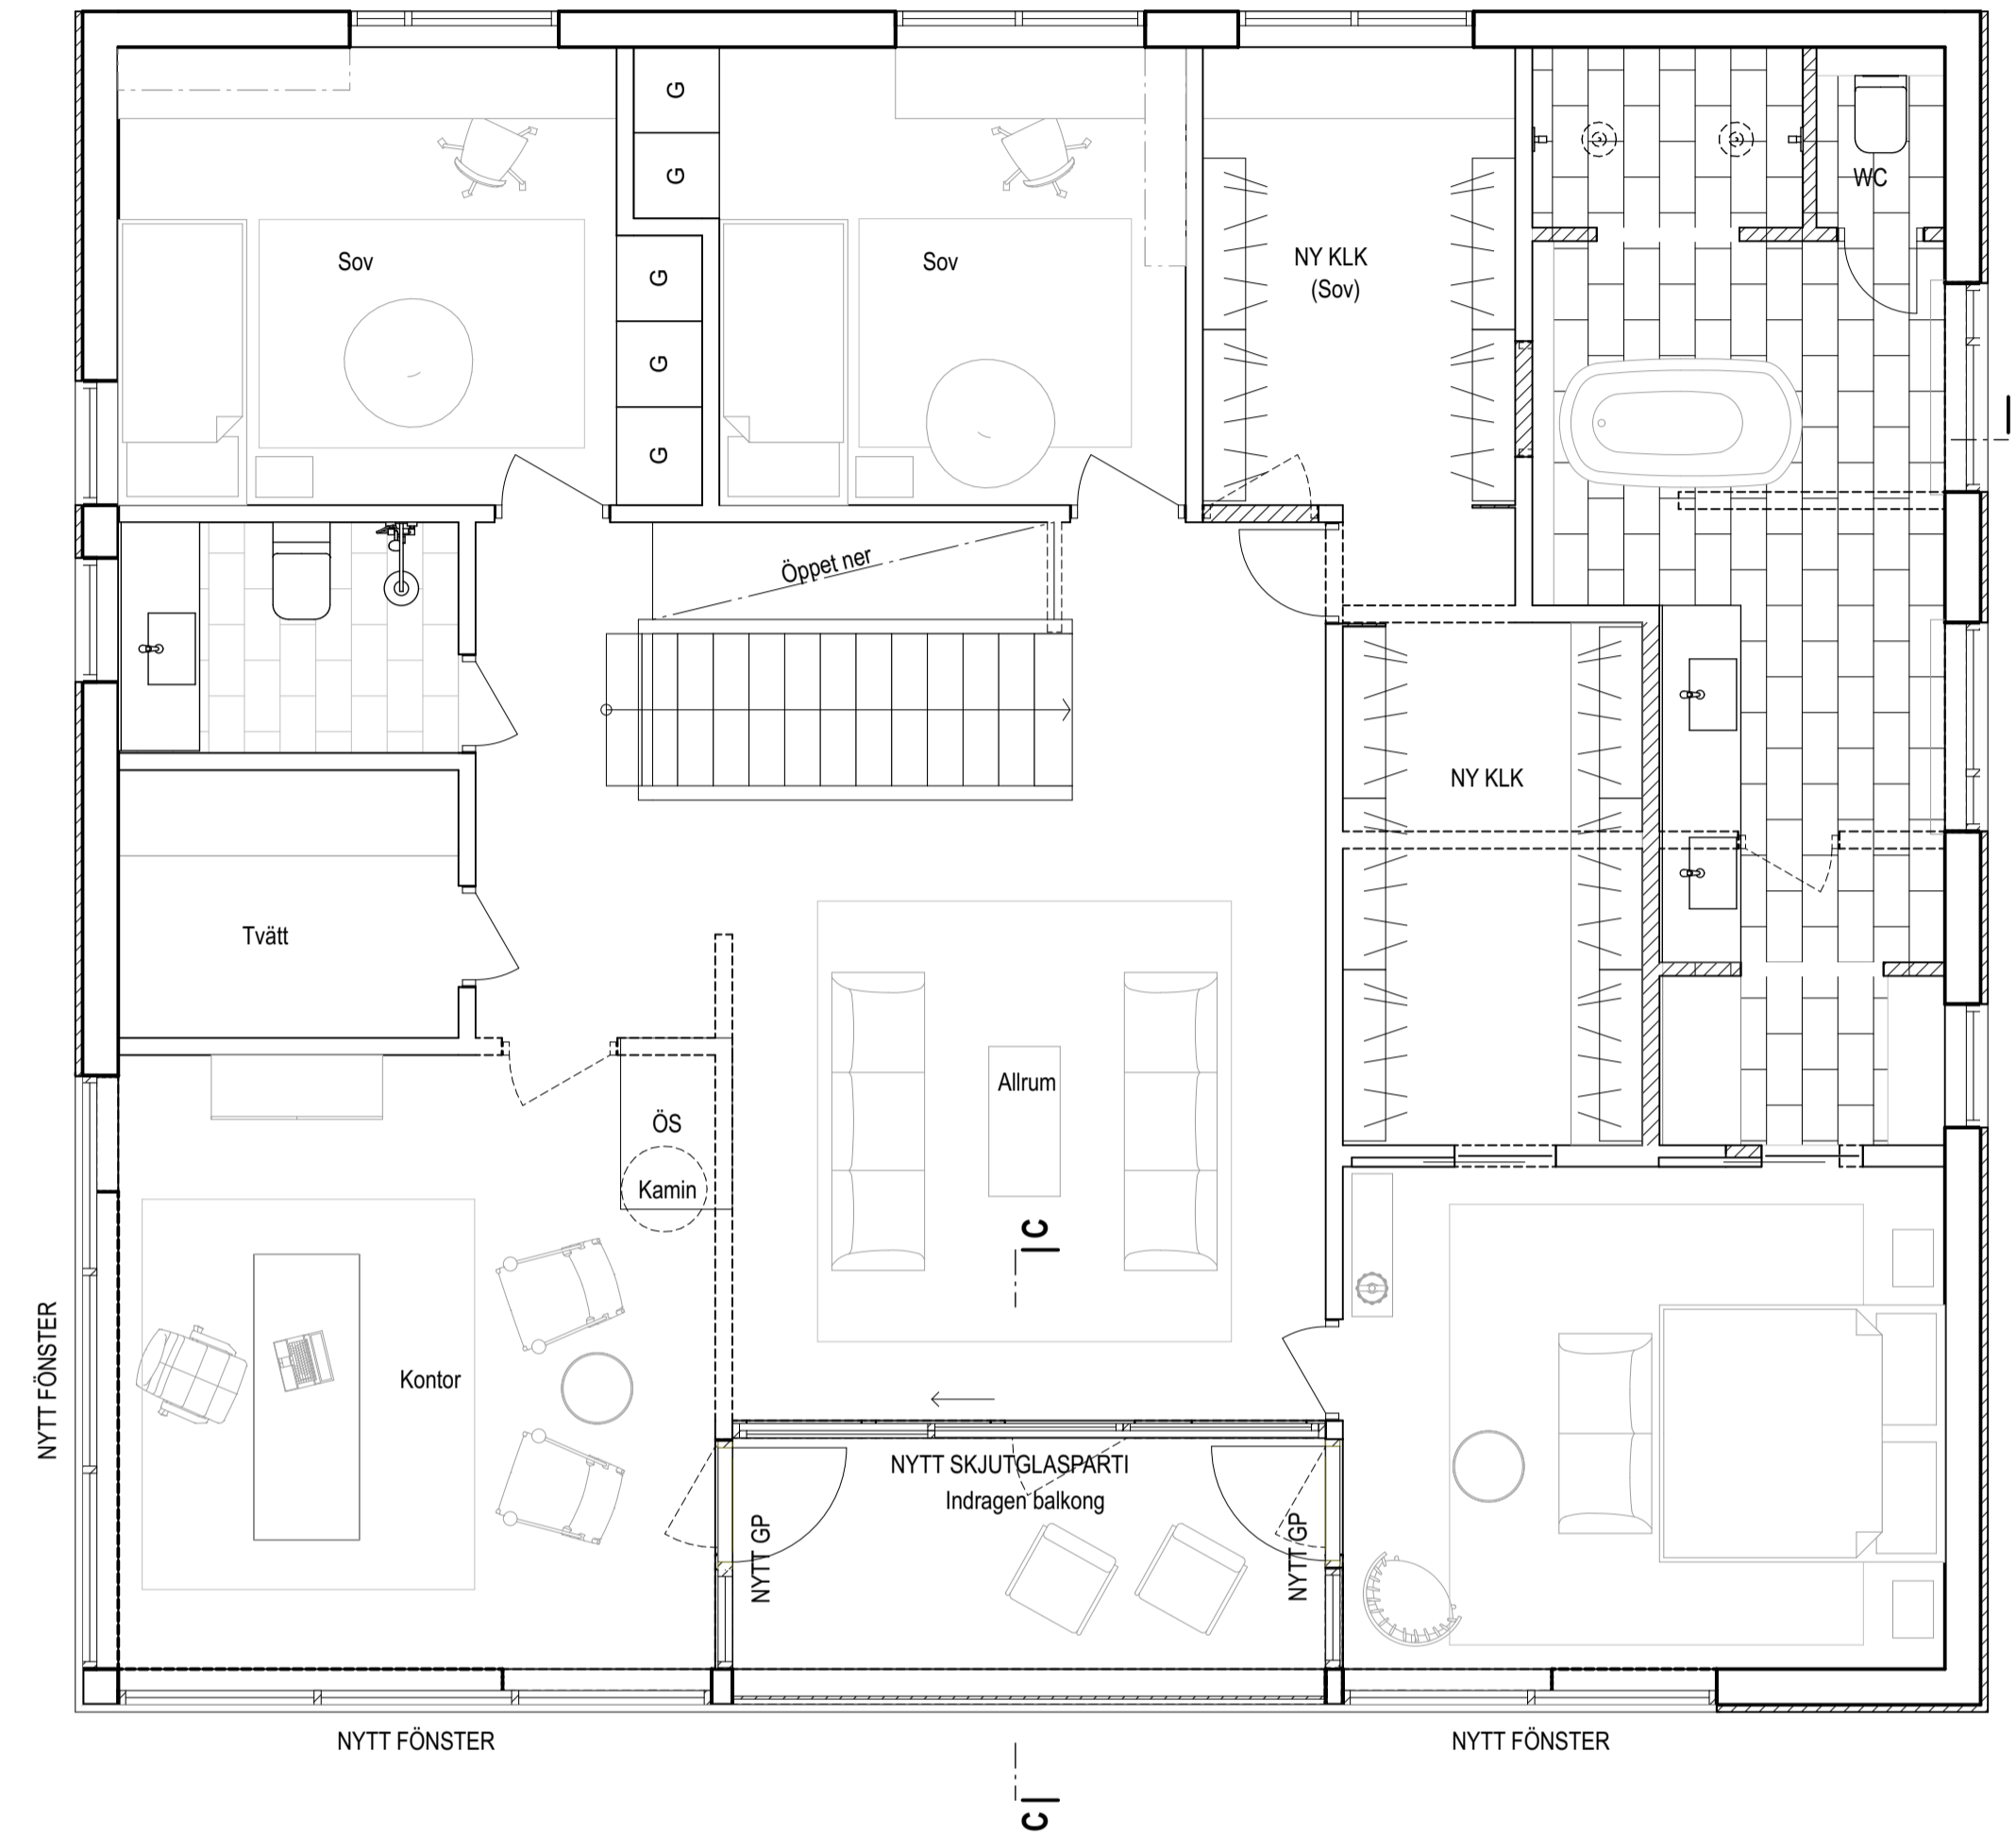 G
G
WC
Sov
Sov
NY KLK
(Sov)
G
G
G
Öppet ner
NY KLK
Tvätt
Allrum
ÖS
Kamin
C
Kontor
NYTT FÖNSTER
NYTT SKJUTGLASPARTI
Indragen balkong
NYTT GP
NYTT GP
NYTT FÖNSTER
NYTT FÖNSTER
C